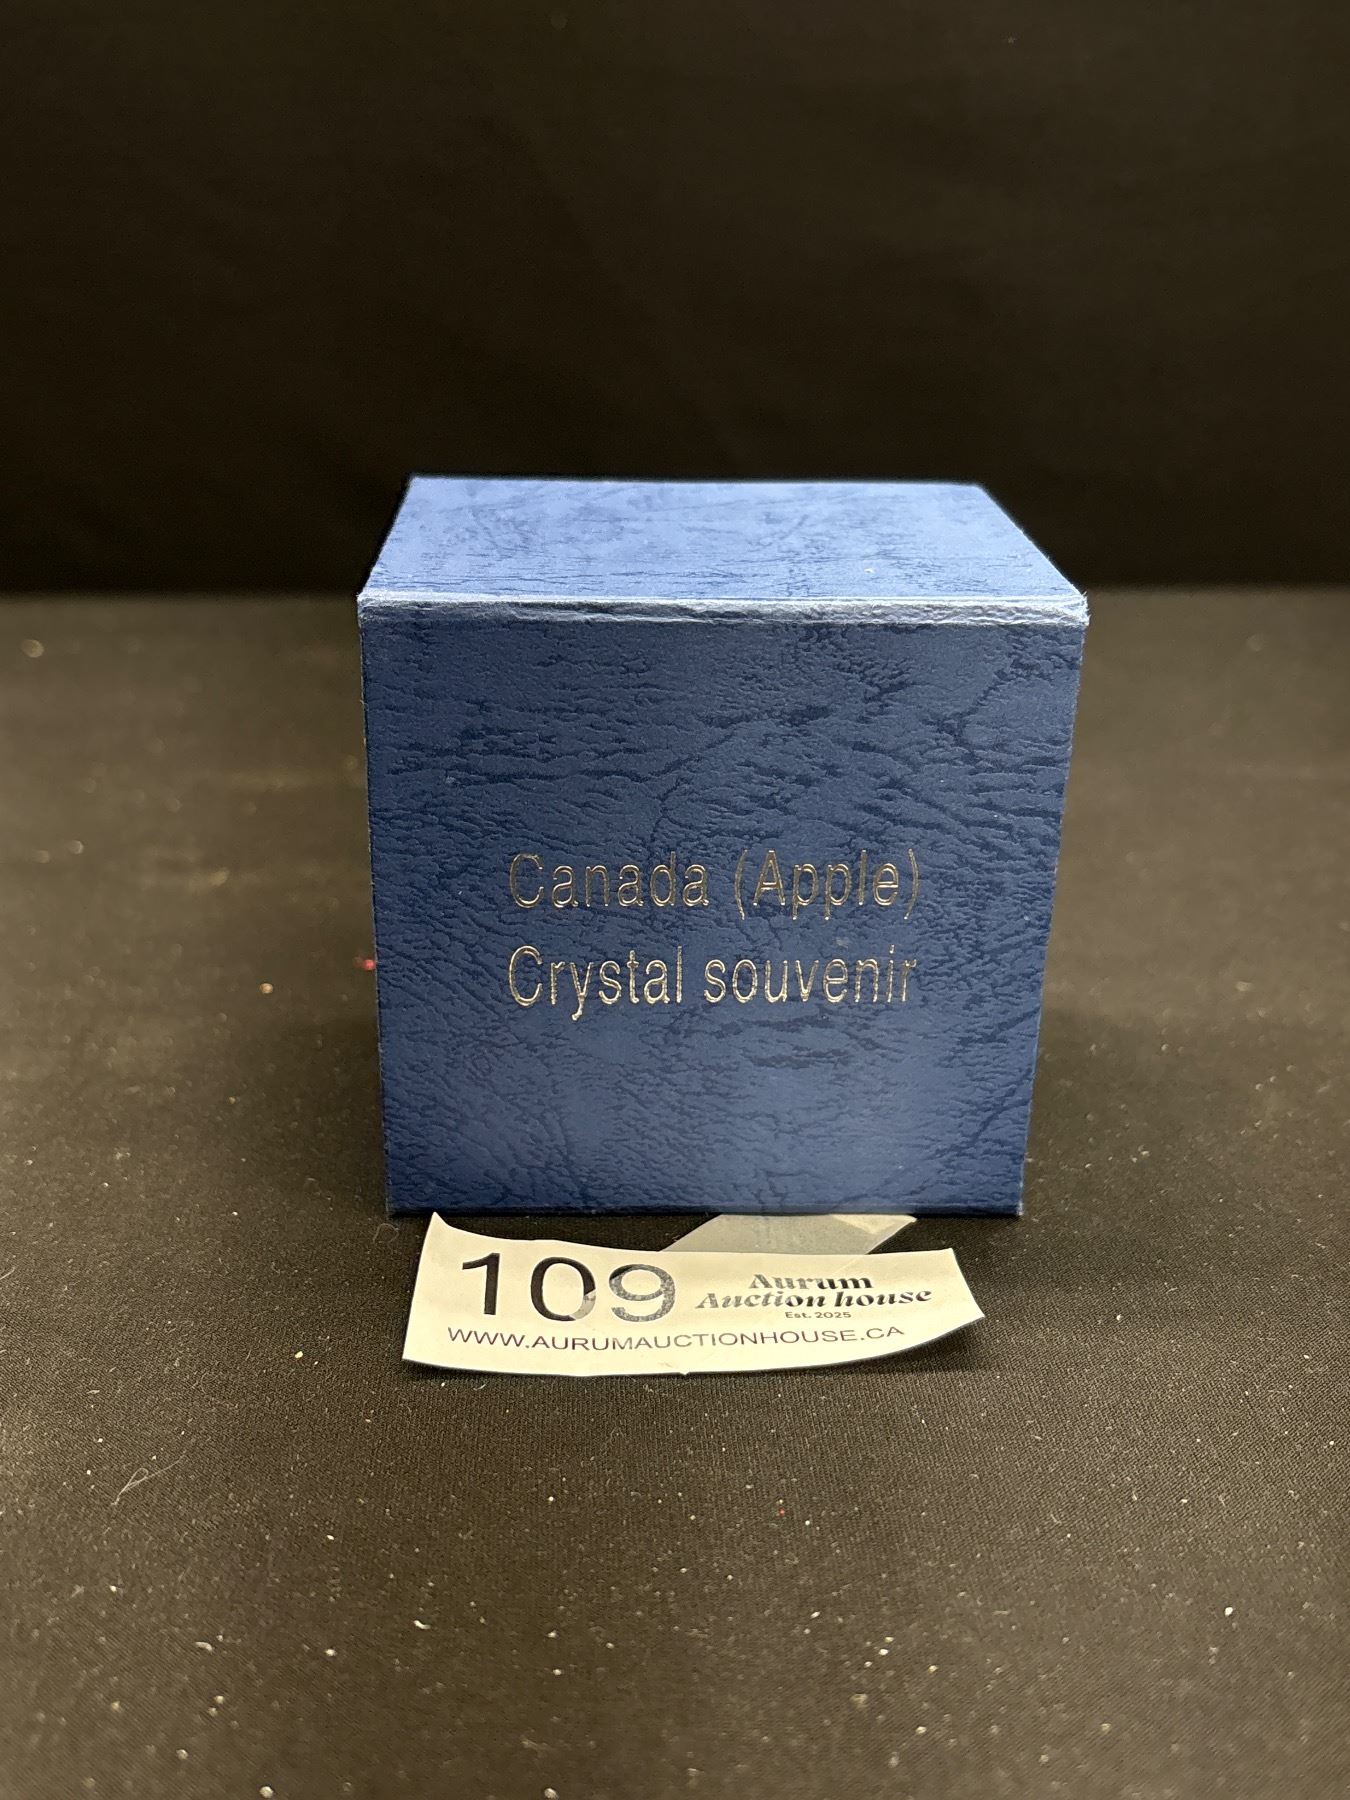 Canada (Apple)
Crystal souvenir
109
Aurum
Auction house
Est. 2025
WWW.AURUMAUCTIONHOUSE.CA